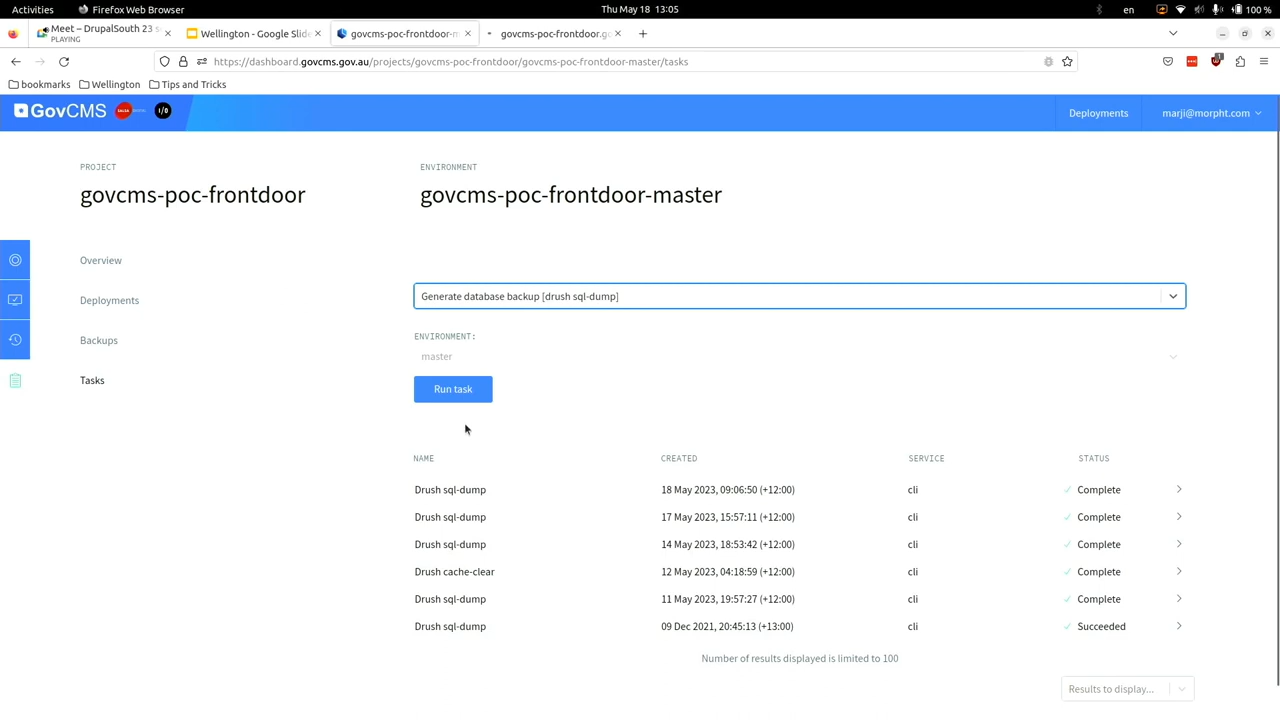 Activities
Firefox Web Browser
Thu May 18 13:05
en
100 %
Meet – DrupalSouth 23 s
PLAYING
Wellington - Google Slide
govcms-poc-frontdoor-m
govcms-poc-frontdoor.go
https://dashboard.govcms.gov.au/projects/govcms-poc-frontdoor/govcms-poc-frontdoor-master/tasks
bookmarks
Wellington
Tips and Tricks
GovCMS
SALSA
I/O
Deployments
marji@morpht.com
PROJECT
govcms-poc-frontdoor
ENVIRONMENT
govcms-poc-frontdoor-master
Overview
Deployments
Backups
Tasks
Generate database backup [drush sql-dump]
ENVIRONMENT:
master
Run task
NAME CREATED SERVICE STATUS
Drush sql-dump 18 May 2023, 09:06:50 (+12:00) cli Complete
Drush sql-dump 17 May 2023, 15:57:11 (+12:00) cli Complete
Drush sql-dump 14 May 2023, 18:53:42 (+12:00) cli Complete
Drush cache-clear 12 May 2023, 04:18:59 (+12:00) cli Complete
Drush sql-dump 11 May 2023, 19:57:27 (+12:00) cli Complete
Drush sql-dump 09 Dec 2021, 20:45:13 (+13:00) cli Succeeded
Number of results displayed is limited to 100
Results to display...